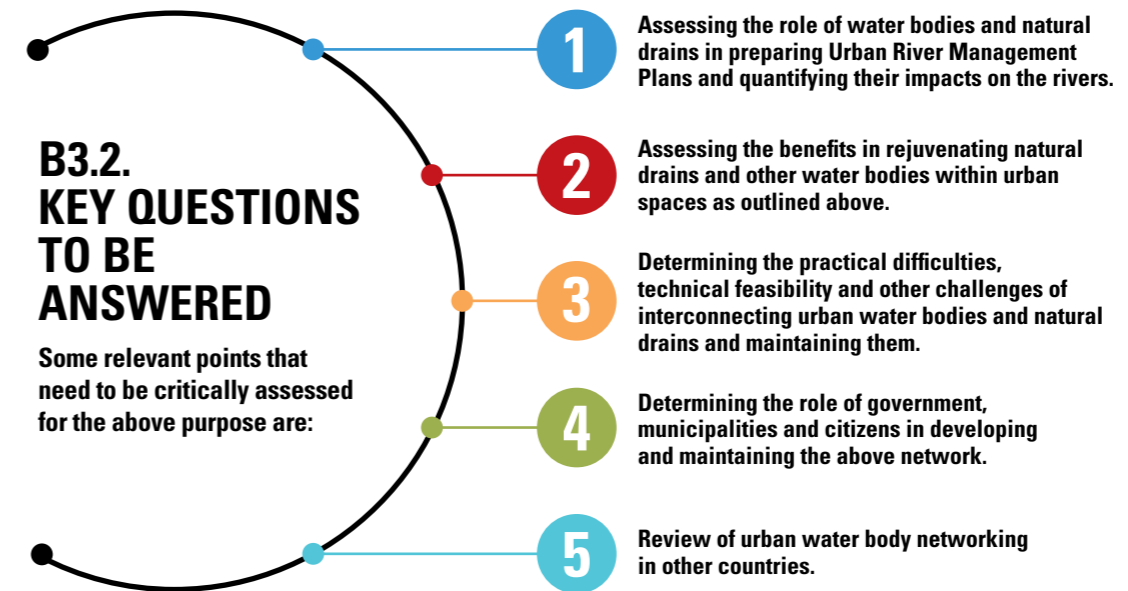 B3.2.
KEY QUESTIONS
TO BE
ANSWERED
Some relevant points that
need to be critically assessed
for the above purpose are:
1
Assessing the role of water bodies and natural
drains in preparing Urban River Management
Plans and quantifying their impacts on the rivers.
2
Assessing the benefits in rejuvenating natural
drains and other water bodies within urban
spaces as outlined above.
3
Determining the practical difficulties,
technical feasibility and other challenges of
interconnecting urban water bodies and natural
drains and maintaining them.
4
Determining the role of government,
municipalities and citizens in developing
and maintaining the above network.
5
Review of urban water body networking
in other countries.